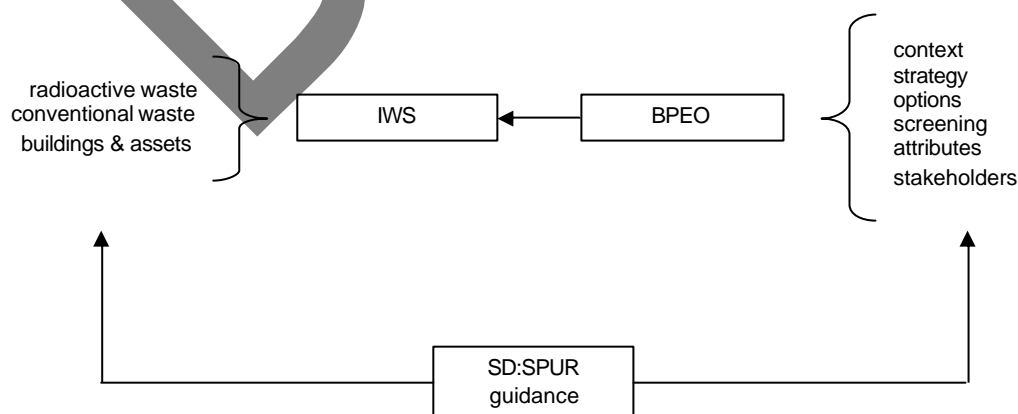 radioactive waste
conventional waste
buildings & assets
IWS
BPEO
context
strategy
options
screening
attributes
stakeholders
SD:SPUR
guidance